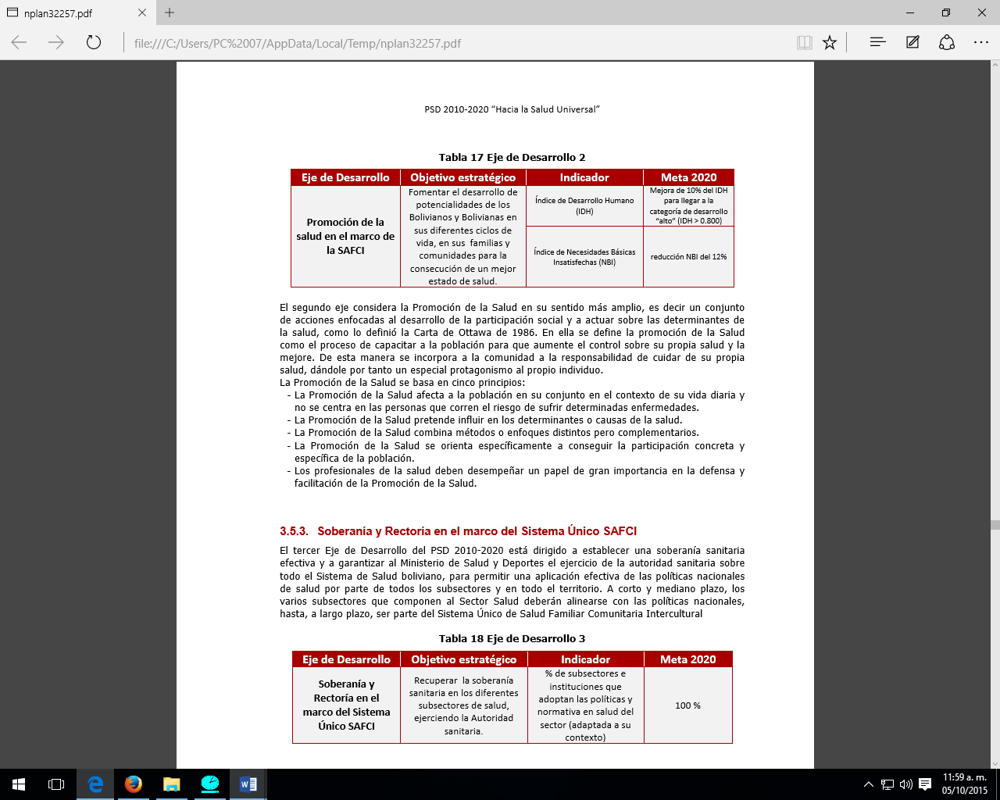 nplan32257.pdf
file:///C:/Users/PC%2007/AppData/Local/Temp/nplan32257.pdf
PSD 2010-2020 “Hacia la Salud Universal”
Tabla 17 Eje de Desarrollo 2
Eje de Desarrollo Objetivo estratégico Indicador Meta 2020
Promoción de la
salud en el marco de
la SAFCI
Fomentar el desarrollo de
potencialidades de los
Bolivianos y Bolivianas en
sus diferentes ciclos de
vida, en sus familias y
comunidades para la
consecución de un mejor
estado de salud.
Índice de Desarrollo Humano
(IDH)
Mejora de 10% del IDH
para llegar a la
categoría de desarrollo
“alto” (IDH > 0.800)
Índice de Necesidades Básicas
Insatisfechas (NBI)
reducción NBI del 12%
El segundo eje considera la Promoción de la Salud en su sentido más amplio, es decir un conjunto
de acciones enfocadas al desarrollo de la participación social y a actuar sobre las determinantes de
la salud, como lo definió la Carta de Ottawa de 1986. En ella se define la promoción de la Salud
como el proceso de capacitar a la población para que aumente el control sobre su propia salud y la
mejore. De esta manera se incorpora a la comunidad a la responsabilidad de cuidar de su propia
salud, dándole por tanto un especial protagonismo al propio individuo.
La Promoción de la Salud se basa en cinco principios:
- La Promoción de la Salud afecta a la población en su conjunto en el contexto de su vida diaria y
no se centra en las personas que corren el riesgo de sufrir determinadas enfermedades.
- La Promoción de la Salud pretende influir en los determinantes o causas de la salud.
- La Promoción de la Salud combina métodos o enfoques distintos pero complementarios.
- La Promoción de la Salud se orienta específicamente a conseguir la participación concreta y
específica de la población.
- Los profesionales de la salud deben desempeñar un papel de gran importancia en la defensa y
facilitación de la Promoción de la Salud.
3.5.3. Soberanía y Rectoría en el marco del Sistema Único SAFCI
El tercer Eje de Desarrollo del PSD 2010-2020 está dirigido a establecer una soberanía sanitaria
efectiva y a garantizar al Ministerio de Salud y Deportes el ejercicio de la autoridad sanitaria sobre
todo el Sistema de Salud boliviano, para permitir una aplicación efectiva de las políticas nacionales
de salud por parte de todos los subsectores y en todo el territorio. A corto y mediano plazo, los
varios subsectores que componen al Sector Salud deberán alinearse con las políticas nacionales,
hasta, a largo plazo, ser parte del Sistema Único de Salud Familiar Comunitaria Intercultural
Tabla 18 Eje de Desarrollo 3
Eje de Desarrollo Objetivo estratégico Indicador Meta 2020
Soberanía y
Rectoría en el
marco del Sistema
Único SAFCI
Recuperar la soberanía
sanitaria en los diferentes
subsectores de salud,
ejerciendo la Autoridad
sanitaria.
% de subsectores e
instituciones que
adoptan las políticas y
normativa en salud del
sector (adaptada a su
contexto)
100 %
11:59 a. m.
05/10/2015